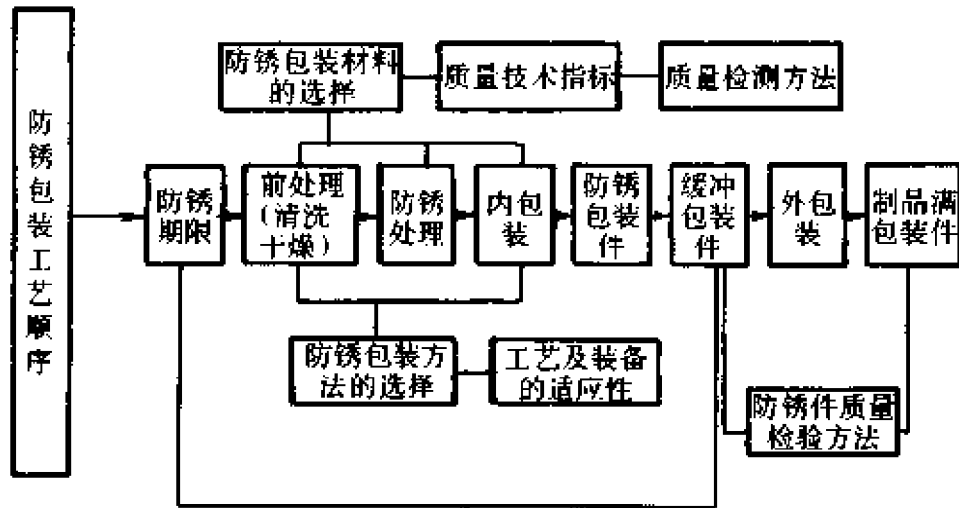 防锈包装工艺顺序
防锈包装材料
的选择
质量技术指标
质量检测方法
防锈
期限
前处理
(清洗
干燥)
防锈
处理
内包
装
防锈
包装
件
缓冲
包装
件
外包
装
制品满
包装件
防锈包装方
法的选择
工艺及装备
的适应性
防锈件质量
检验方法